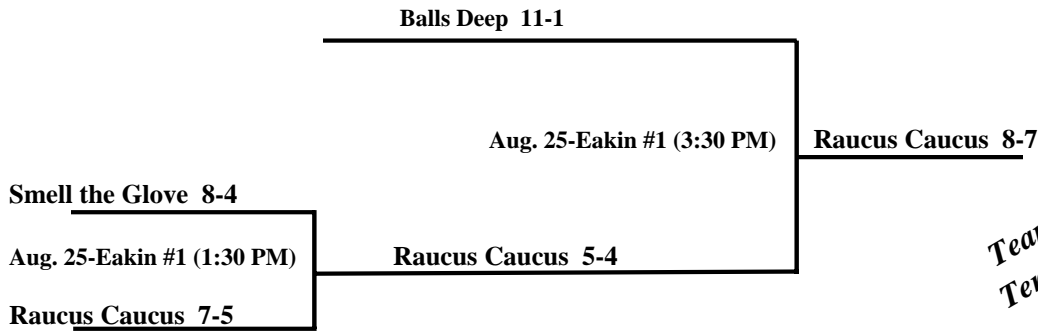 Balls Deep 11-1
Aug. 25-Eakin #1 (3:30 PM)
Raucus Caucus 8-7
Smell the Glove 8-4
Aug. 25-Eakin #1 (1:30 PM)
Raucus Caucus 5-4
Raucus Caucus 7-5